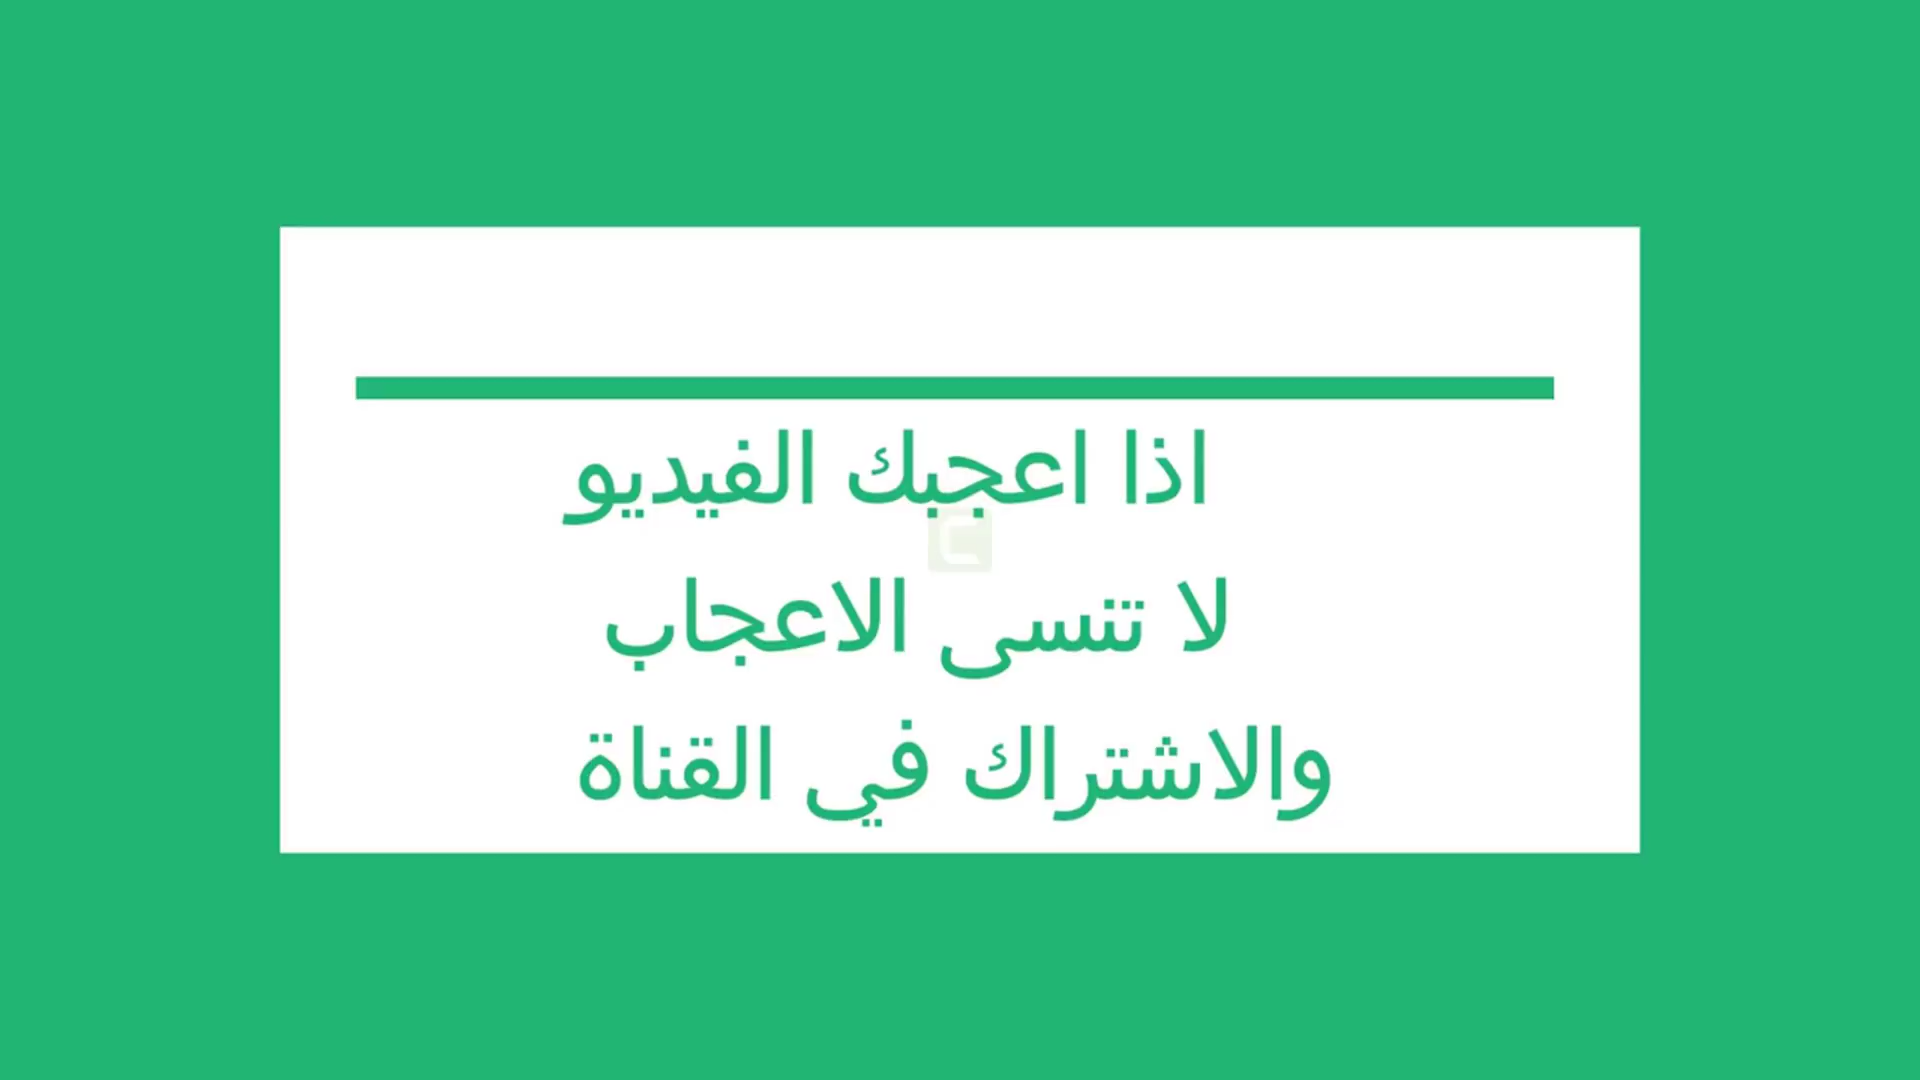 اذا اعجبك الفيديو
لا تنسى الاعجاب
والاشتراك في القناة